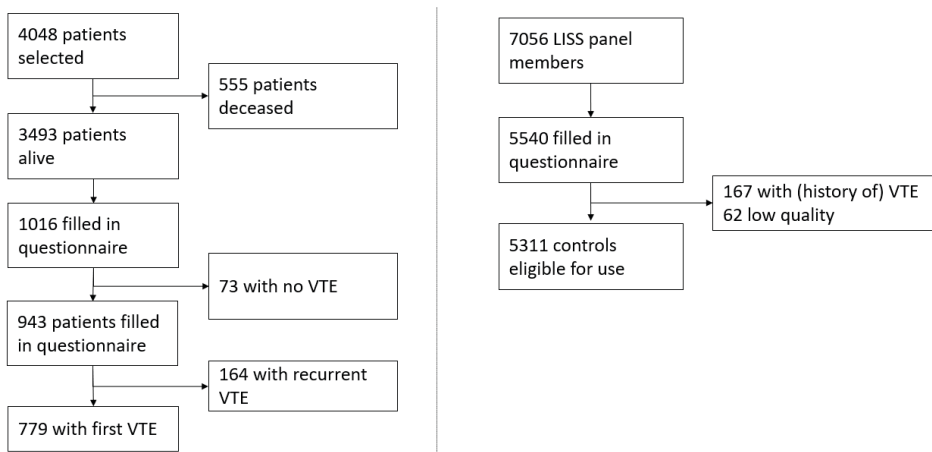 4048 patients
selected
555 patients
deceased
3493 patients
alive
1016 filled in
questionnaire
73 with no VTE
943 patients filled
in questionnaire
164 with recurrent
VTE
779 with first VTE
7056 LISS panel
members
5540 filled in
questionnaire
167 with (history of) VTE
62 low quality
5311 controls
eligible for use